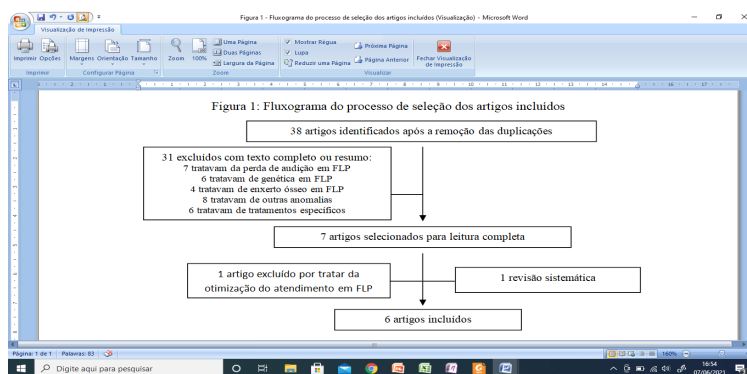 Figura 1 - Fluxograma do processo de seleção dos artigos incluídos (Visualização) - Microsoft Word
Visualização de Impressão
Imprimir Opções
Margens Orientação Tamanho
Zoom 100%
Uma Página
Duas Páginas
Largura da Página
Mostrar Régua
Lupa
Reduzir uma Página
Próxima Página
Página Anterior
Fechar Visualização de Impressão
Imprimir
Configurar Página
Zoom
Visualizar
Figura 1: Fluxograma do processo de seleção dos artigos incluidos
38 artigos identificados após a remoção das duplicações
31 excluídos com texto completo ou resumo:
7 tratavam da perda de audição em FLP
6 tratavam de genética em FLP
4 tratavam de enxerto ósseo em FLP
8 tratavam de outras anomalias
6 tratavam de tratamentos específicos
7 artigos selecionados para leitura completa
1 artigo excluído por tratar da
otimização do atendimento em FLP
1 revisão sistemática
6 artigos incluídos
Página: 1 de 1 Palavras: 83
160%
Digite aqui para pesquisar
16:54
07/06/2021